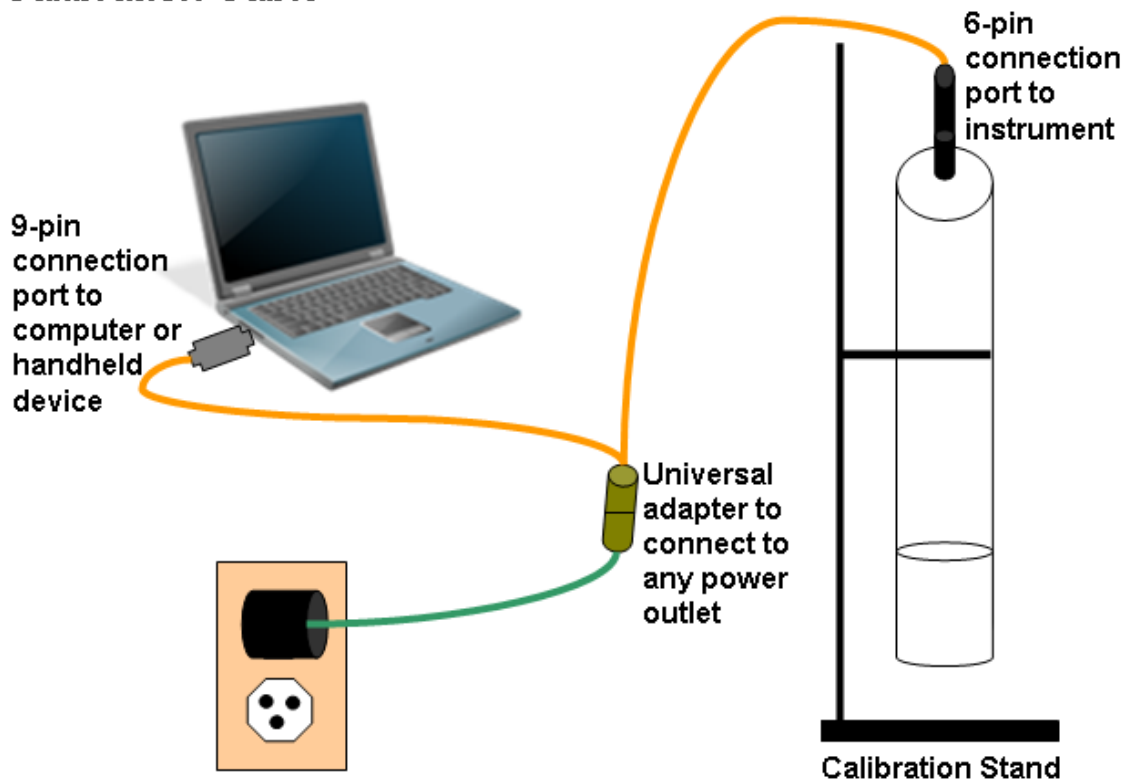 6-pin
connection
port to
instrument
9-pin
connection
port to
computer or
handheld
device
Universal
adapter to
connect to
any power
outlet
Calibration Stand